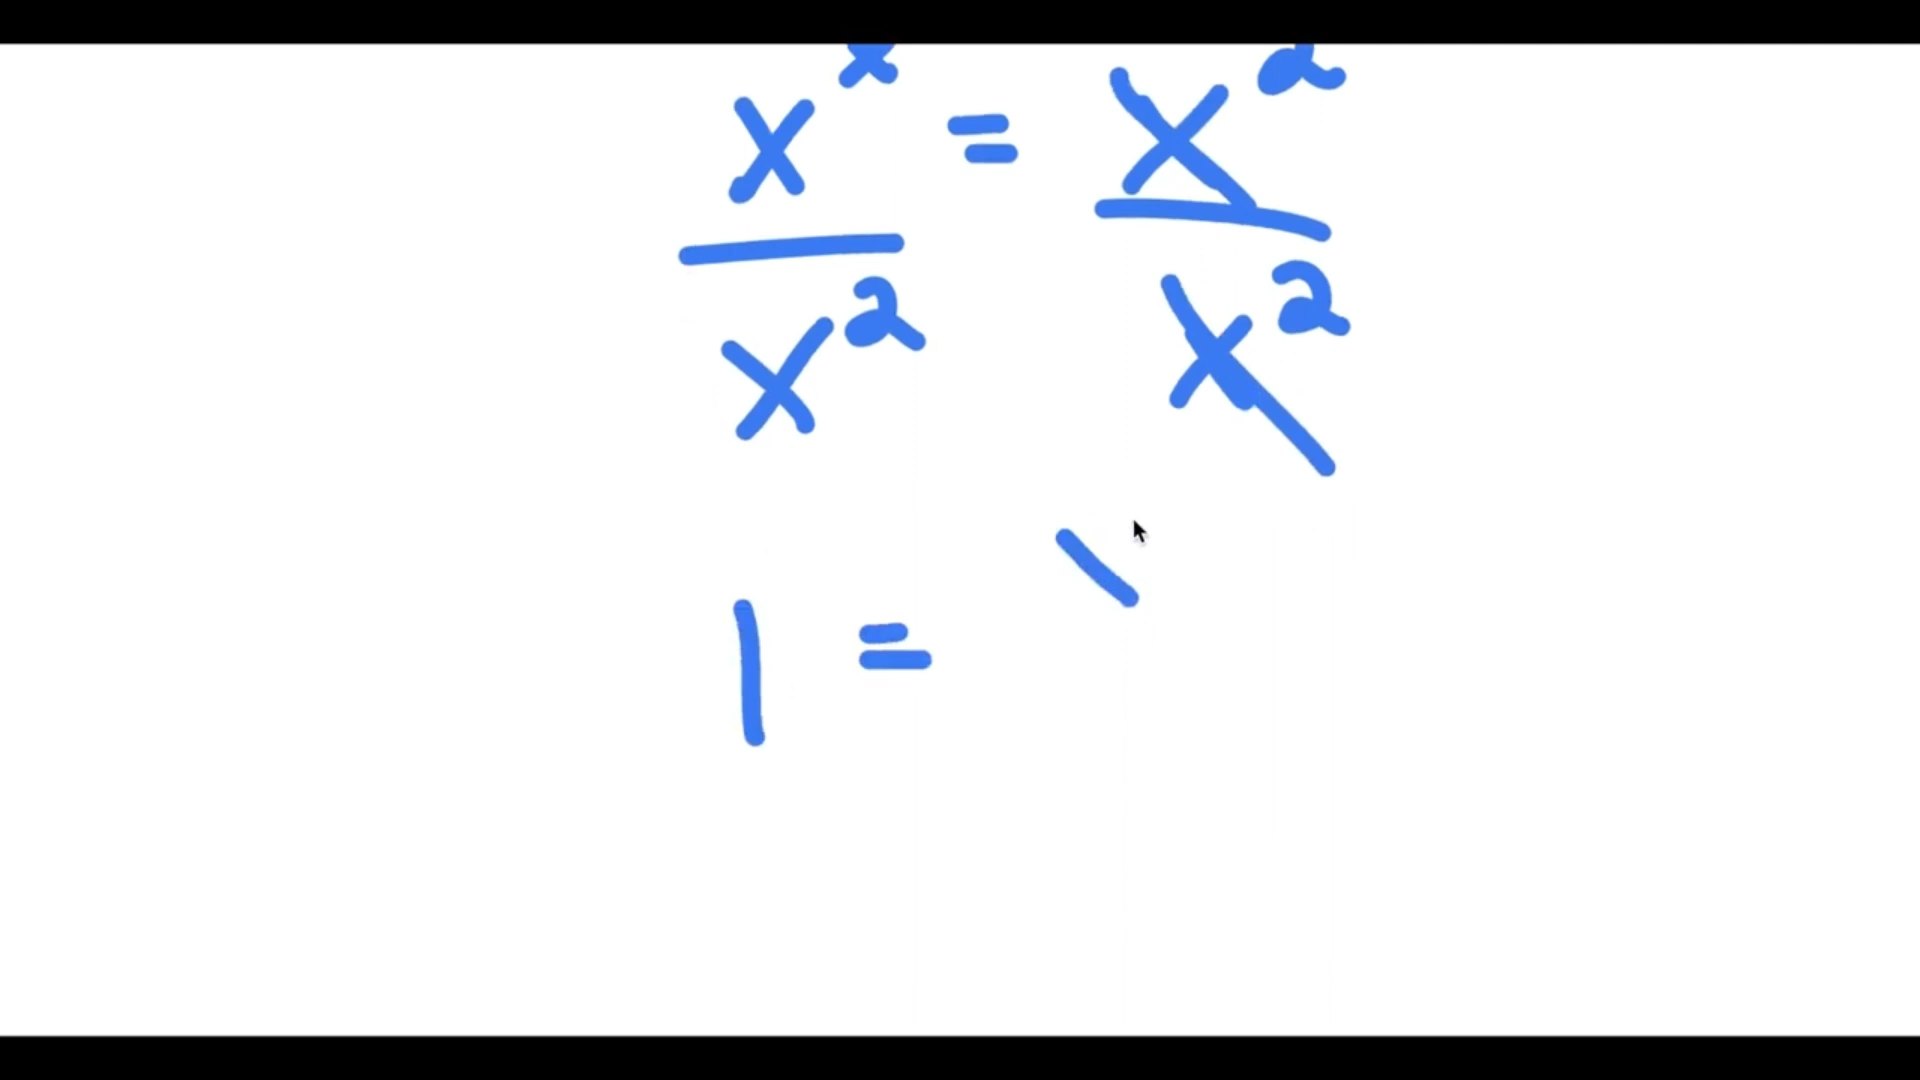 x^x = x^2
x^2 x^2
1 =